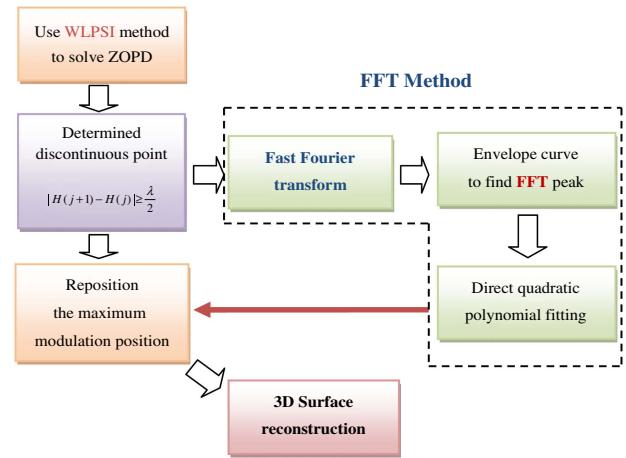 Use WLPSI method
to solve ZOPD
FFT Method
Determined
discontinuous point
|H(j+1)−H(j)|≥λ/2
Fast Fourier
transform
Envelope curve
to find FFT peak
Reposition
the maximum
modulation position
Direct quadratic
polynomial fitting
3D Surface
reconstruction